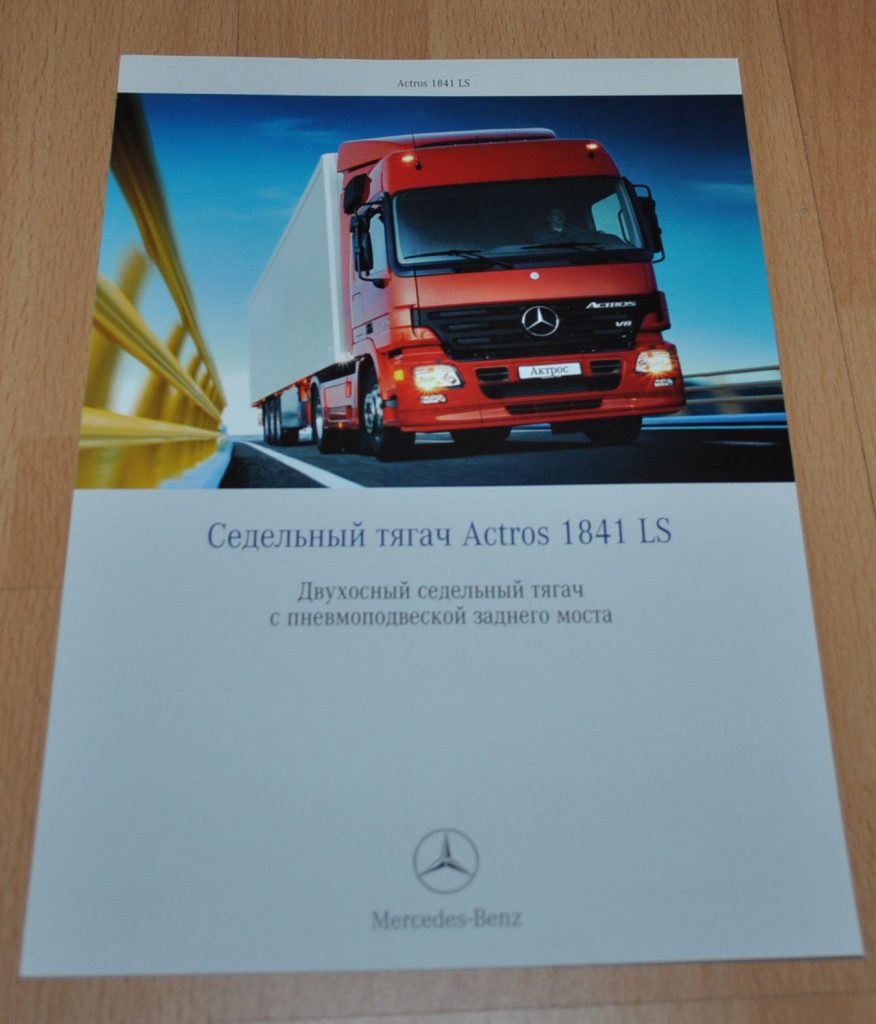 Actros 1841 LS
ACTROS
V8
Актрос
Седельный тягач Actros 1841 LS
Двухосный седельный тягач
с пневмоподвеской заднего моста
Mercedes-Benz